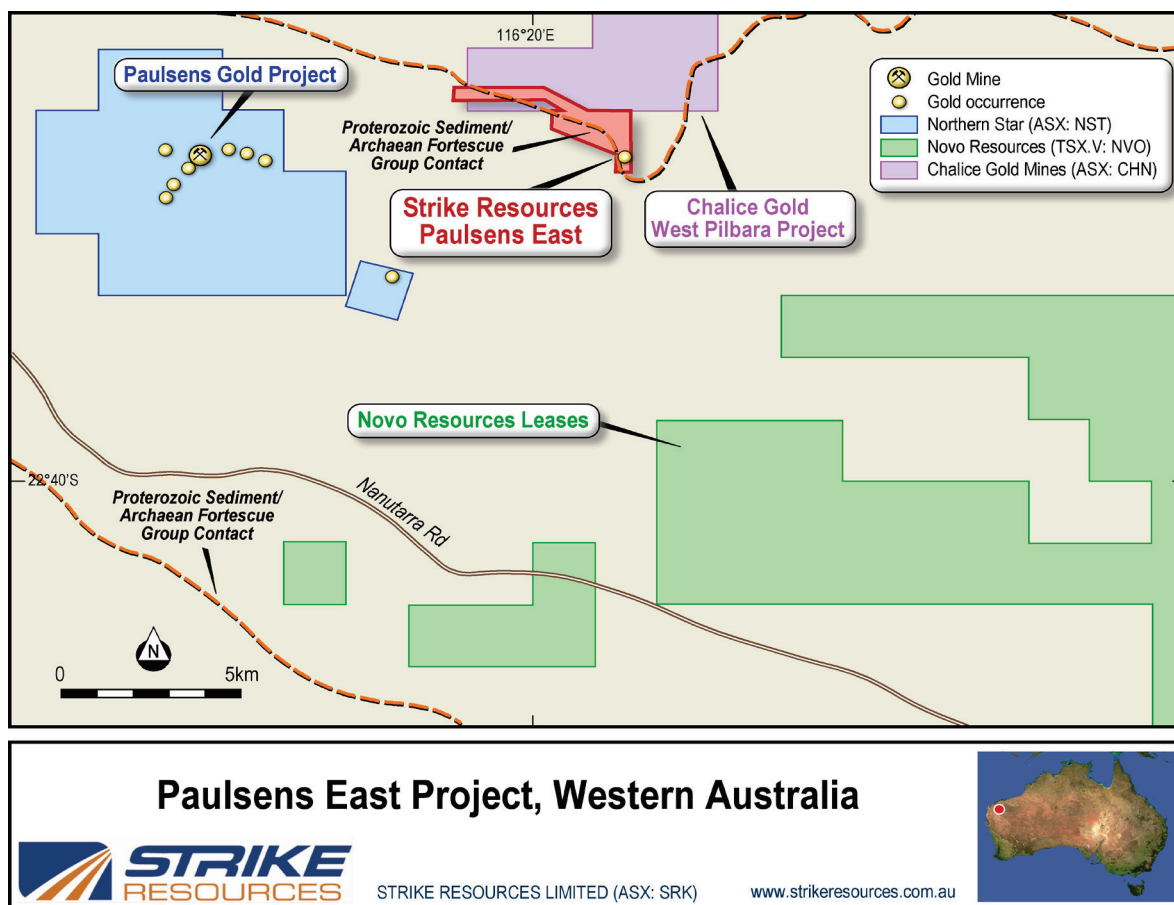 116°20'E
Paulsens Gold Project
Gold Mine
Gold occurrence
Northern Star (ASX: NST)
Novo Resources (TSX.V: NVO)
Chalice Gold Mines (ASX: CHN)
Proterozoic Sediment/
Archaean Fortescue
Group Contact
Strike Resources
Paulsens East
Chalice Gold
West Pilbara Project
Novo Resources Leases
22°40'S
Proterozoic Sediment/
Archaean Fortescue
Group Contact
Nanutarra Rd
N
0 5km
Paulsens East Project, Western Australia
STRIKE
RESOURCES
STRIKE RESOURCES LIMITED (ASX: SRK)
www.strikeresources.com.au